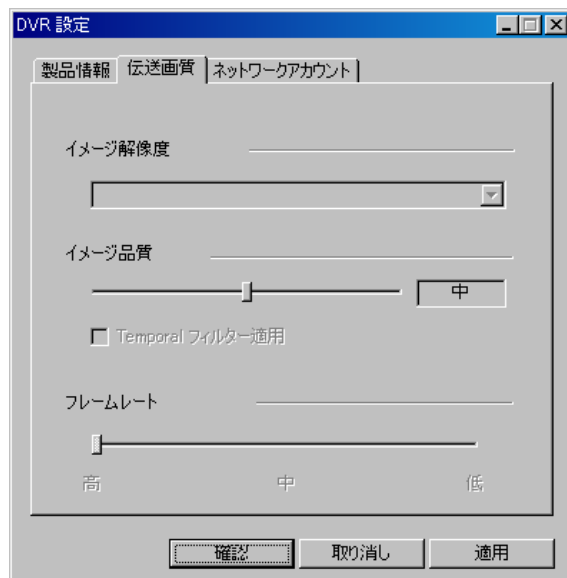 DVR 設定
製品情報 伝送画質 ネットワークアカウント
イメージ解像度
イメージ品質
中
Temporal フィルター適用
フレームレート
高 中 低
確認 取り消し 適用